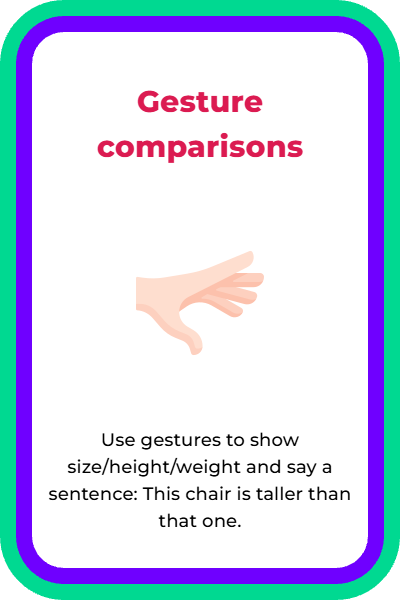 Gesture
comparisons
Use gestures to show
size/height/weight and say a
sentence: This chair is taller than
that one.